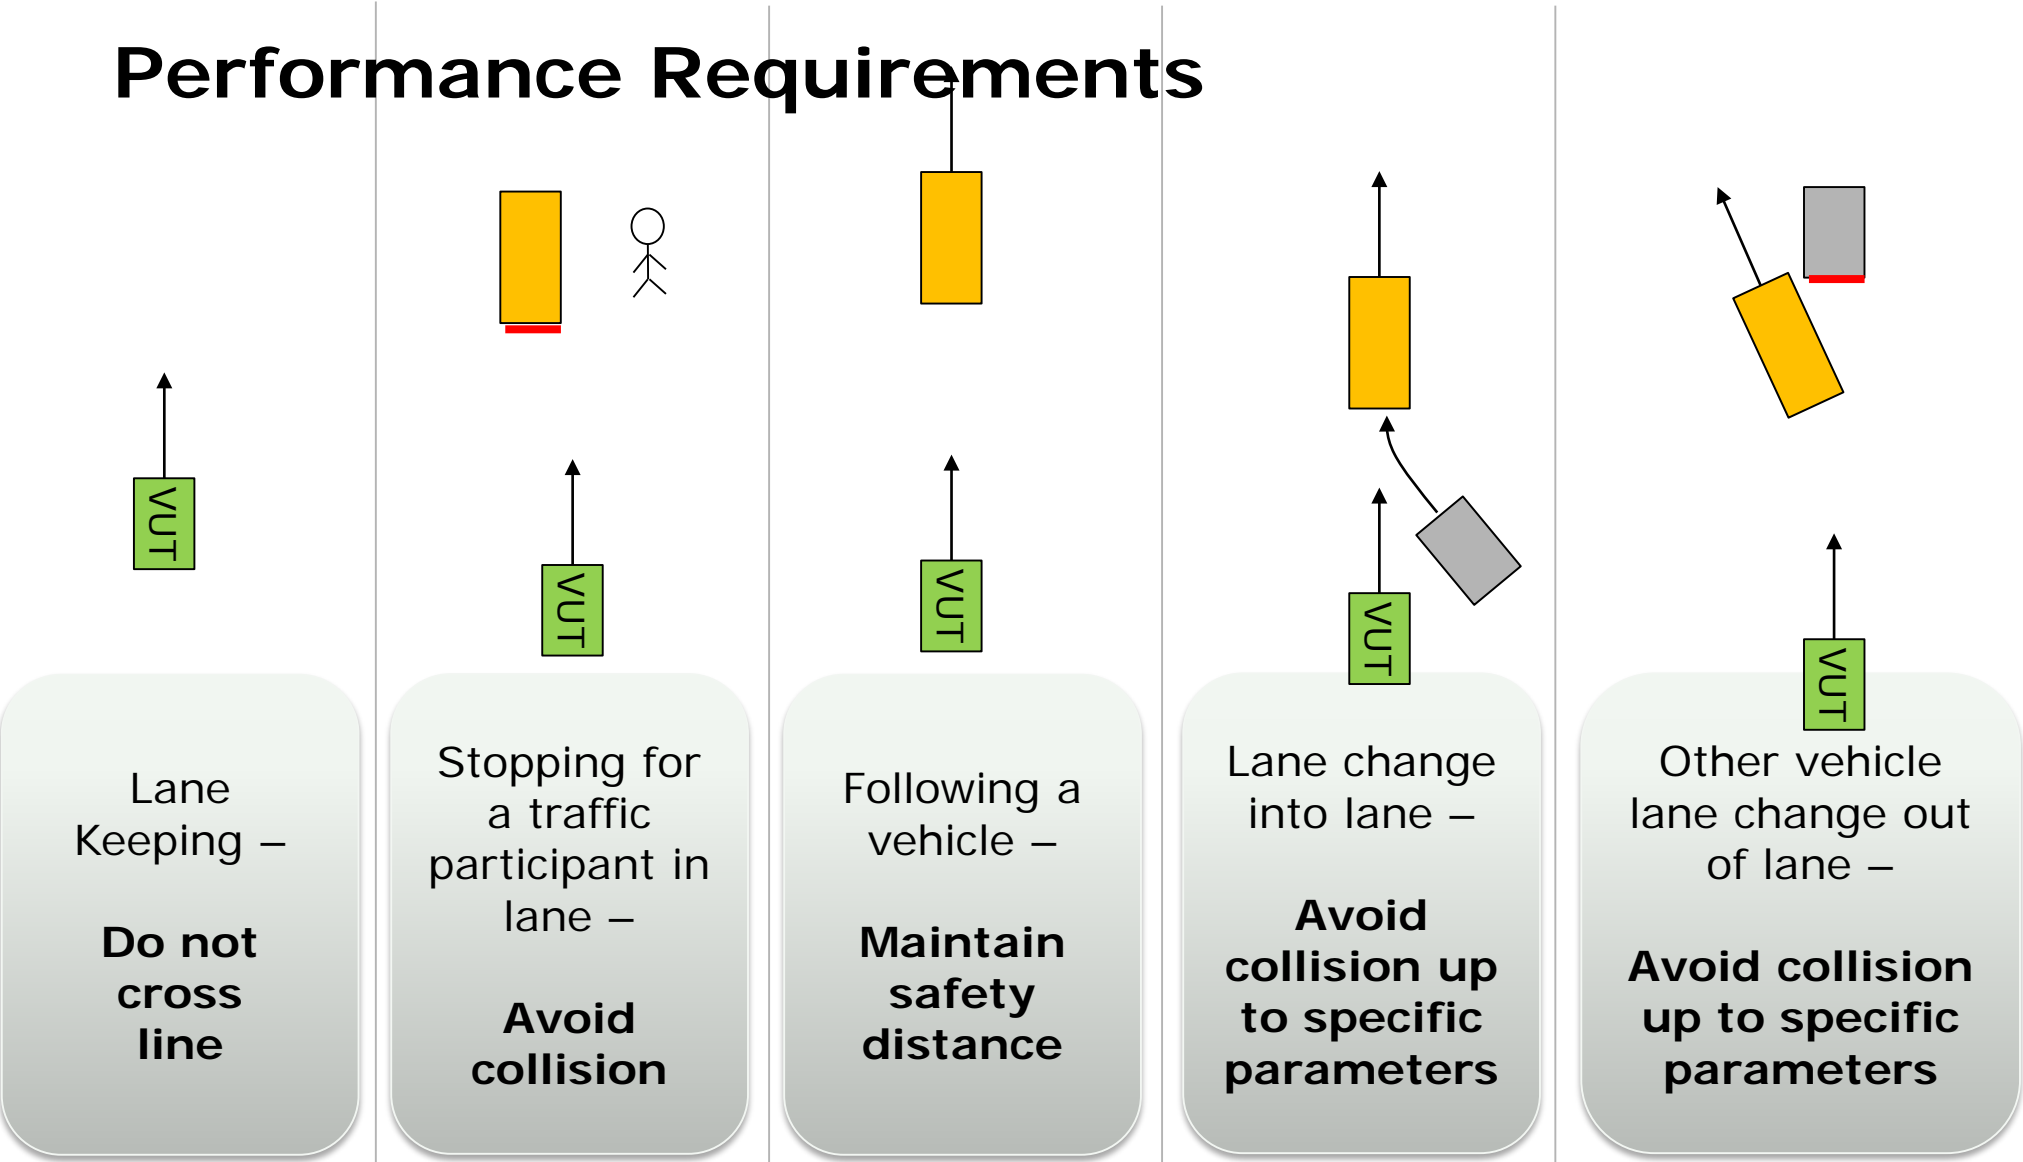 Performance Requirements
VUT
Lane
Keeping –
Do not
cross
line
VUT
Stopping for
a traffic
participant in
lane –
Avoid
collision
VUT
Following a
vehicle –
Maintain
safety
distance
VUT
Lane change
into lane –
Avoid
collision up
to specific
parameters
VUT
Other vehicle
lane change out
of lane –
Avoid collision
up to specific
parameters